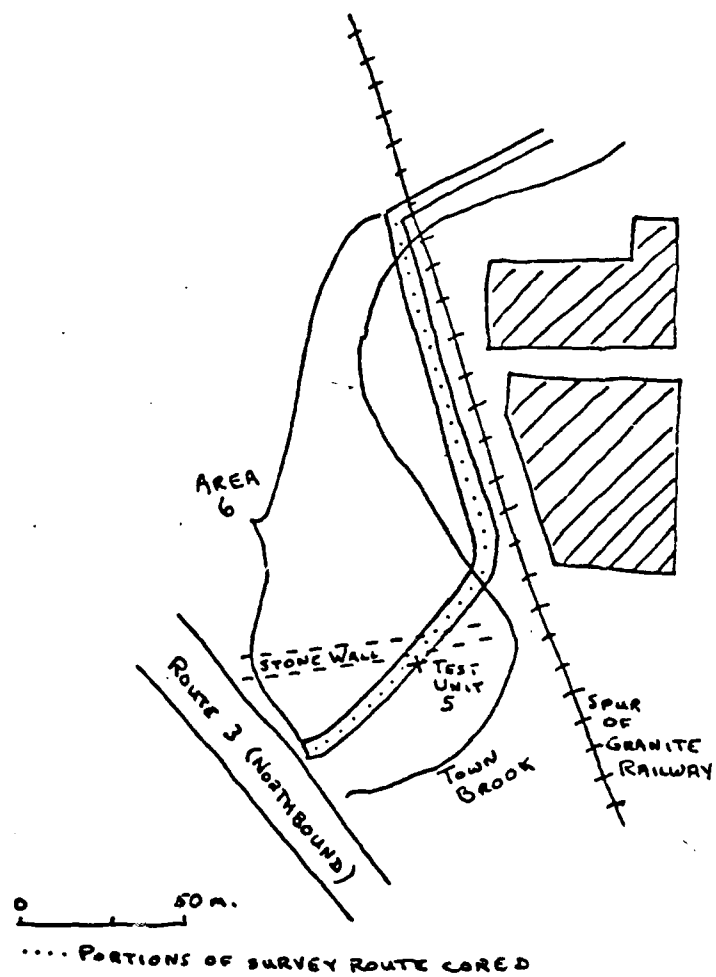 AREA
6
STONE WALL
TEST
UNIT
5
ROUTE 3 (NORTHBOUND)
TOWN
BROOK
SPUR
OF
GRANITE
RAILWAY
0 50 m.
.... PORTIONS OF SURVEY ROUTE CORED